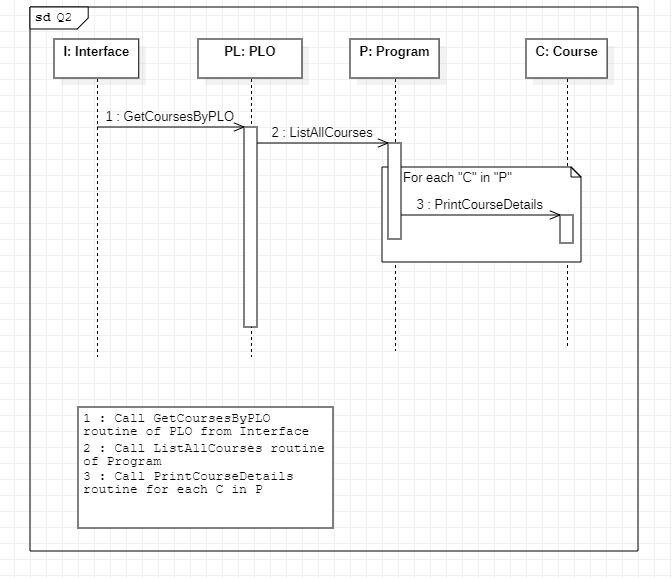 sd Q2
I: Interface
PL: PLO
P: Program
C: Course
1 : GetCoursesByPLO
2 : ListAllCourses
For each "C" in "P"
3 : PrintCourseDetails
1 : Call GetCoursesByPLO
routine of PLO from Interface
2 : Call ListAllCourses routine
of Program
3 : Call PrintCourseDetails
routine for each C in P